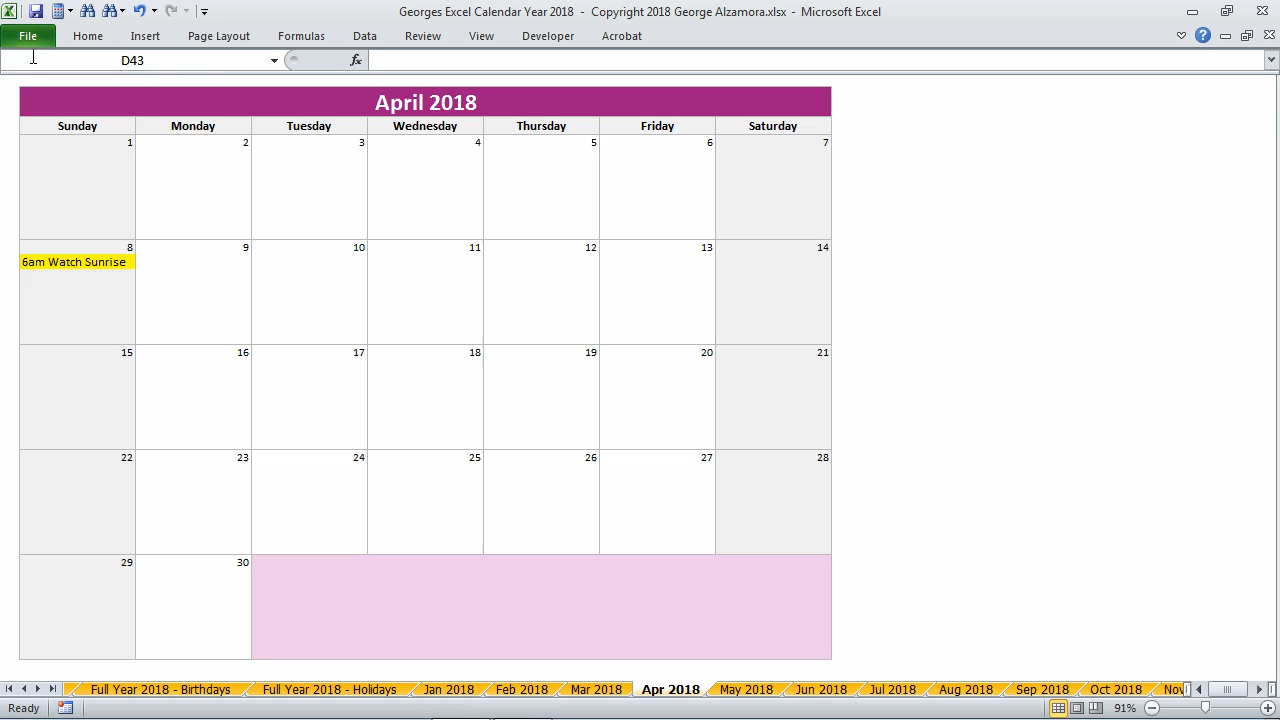 Georges Excel Calendar Year 2018 - Copyright 2018 George Alzamora.xlsx - Microsoft Excel
File Home Insert Page Layout Formulas Data Review View Developer Acrobat
D43 fx
April 2018
Sunday Monday Tuesday Wednesday Thursday Friday Saturday
1 2 3 4 5 6 7
8 9 10 11 12 13 14
6am Watch Sunrise
15 16 17 18 19 20 21
22 23 24 25 26 27 28
29 30
Full Year 2018 - Birthdays Full Year 2018 - Holidays Jan 2018 Feb 2018 Mar 2018 Apr 2018 May 2018 Jun 2018 Jul 2018 Aug 2018 Sep 2018 Oct 2018 Nov
Ready 91%